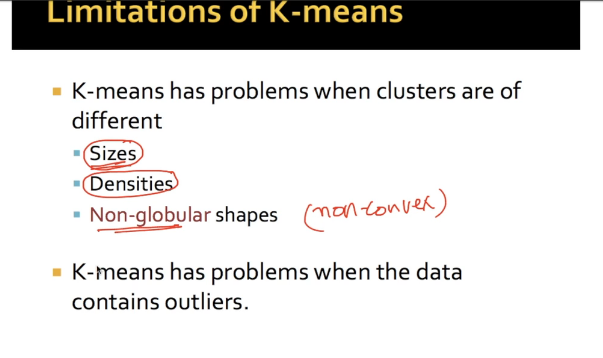 Limitations of K-means
K-means has problems when clusters are of
different
Sizes
Densities
Non-globular shapes (non-convex)
K-means has problems when the data
contains outliers.